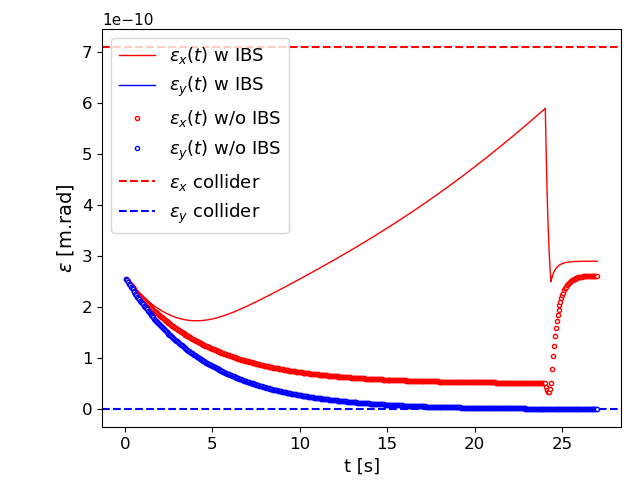 1e−10
7
6
5
4
3
2
1
0
ε [m.rad]
εx(t) w IBS
εy(t) w IBS
εx(t) w/o IBS
εy(t) w/o IBS
εx collider
εy collider
0 5 10 15 20 25
t [s]